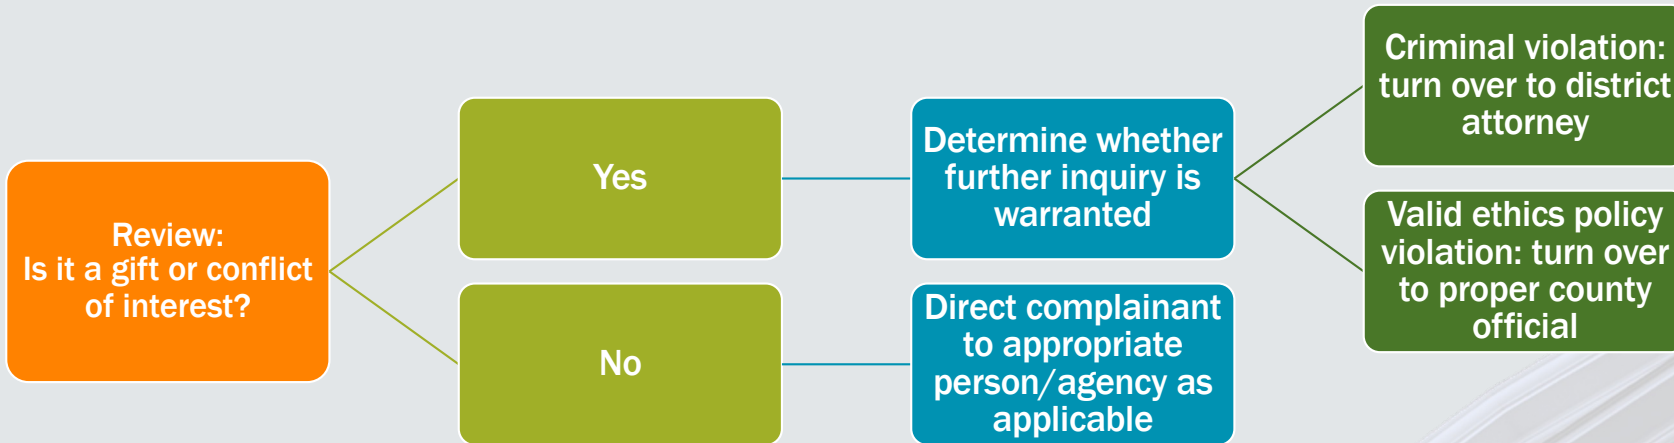 Review:
Is it a gift or conflict
of interest?
Yes
No
Determine whether
further inquiry is
warranted
Direct complainant
to appropriate
person/agency as
applicable
Criminal violation:
turn over to district
attorney
Valid ethics policy
violation: turn over
to proper county
official